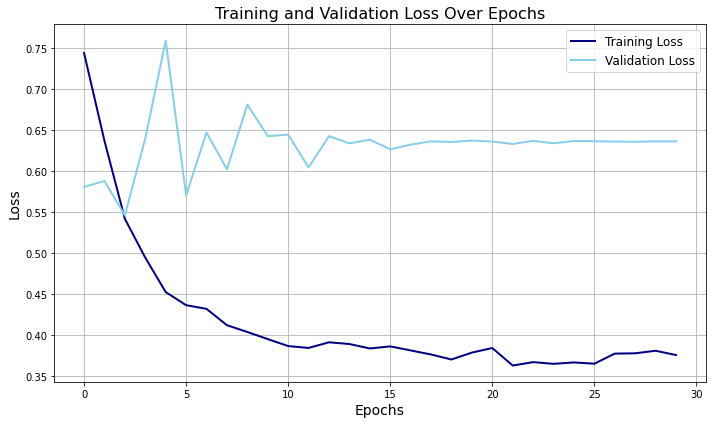 Training and Validation Loss Over Epochs
Training Loss
Validation Loss
0.75
0.70
0.65
0.60
0.55
0.50
0.45
0.40
0.35
Loss
0 5 10 15 20 25 30
Epochs